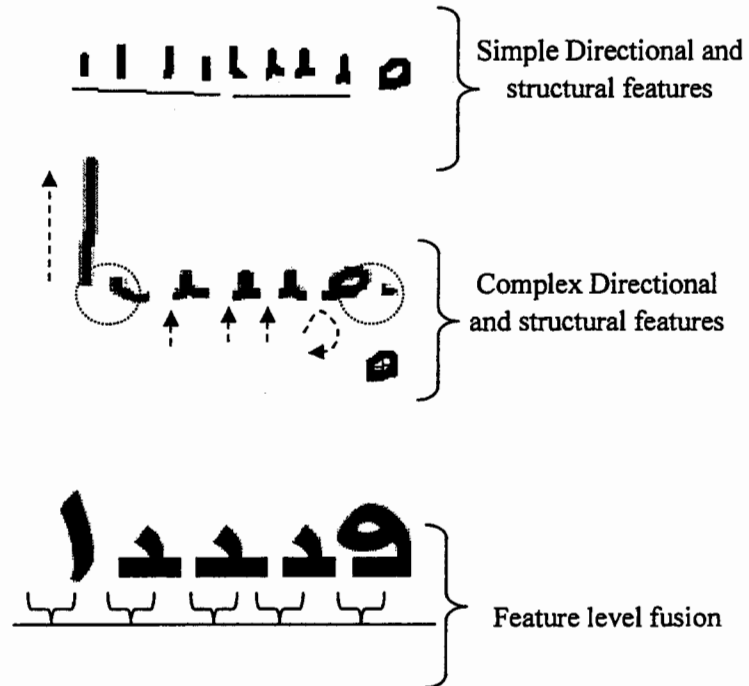 Simple Directional and
structural features
Complex Directional
and structural features
Feature level fusion